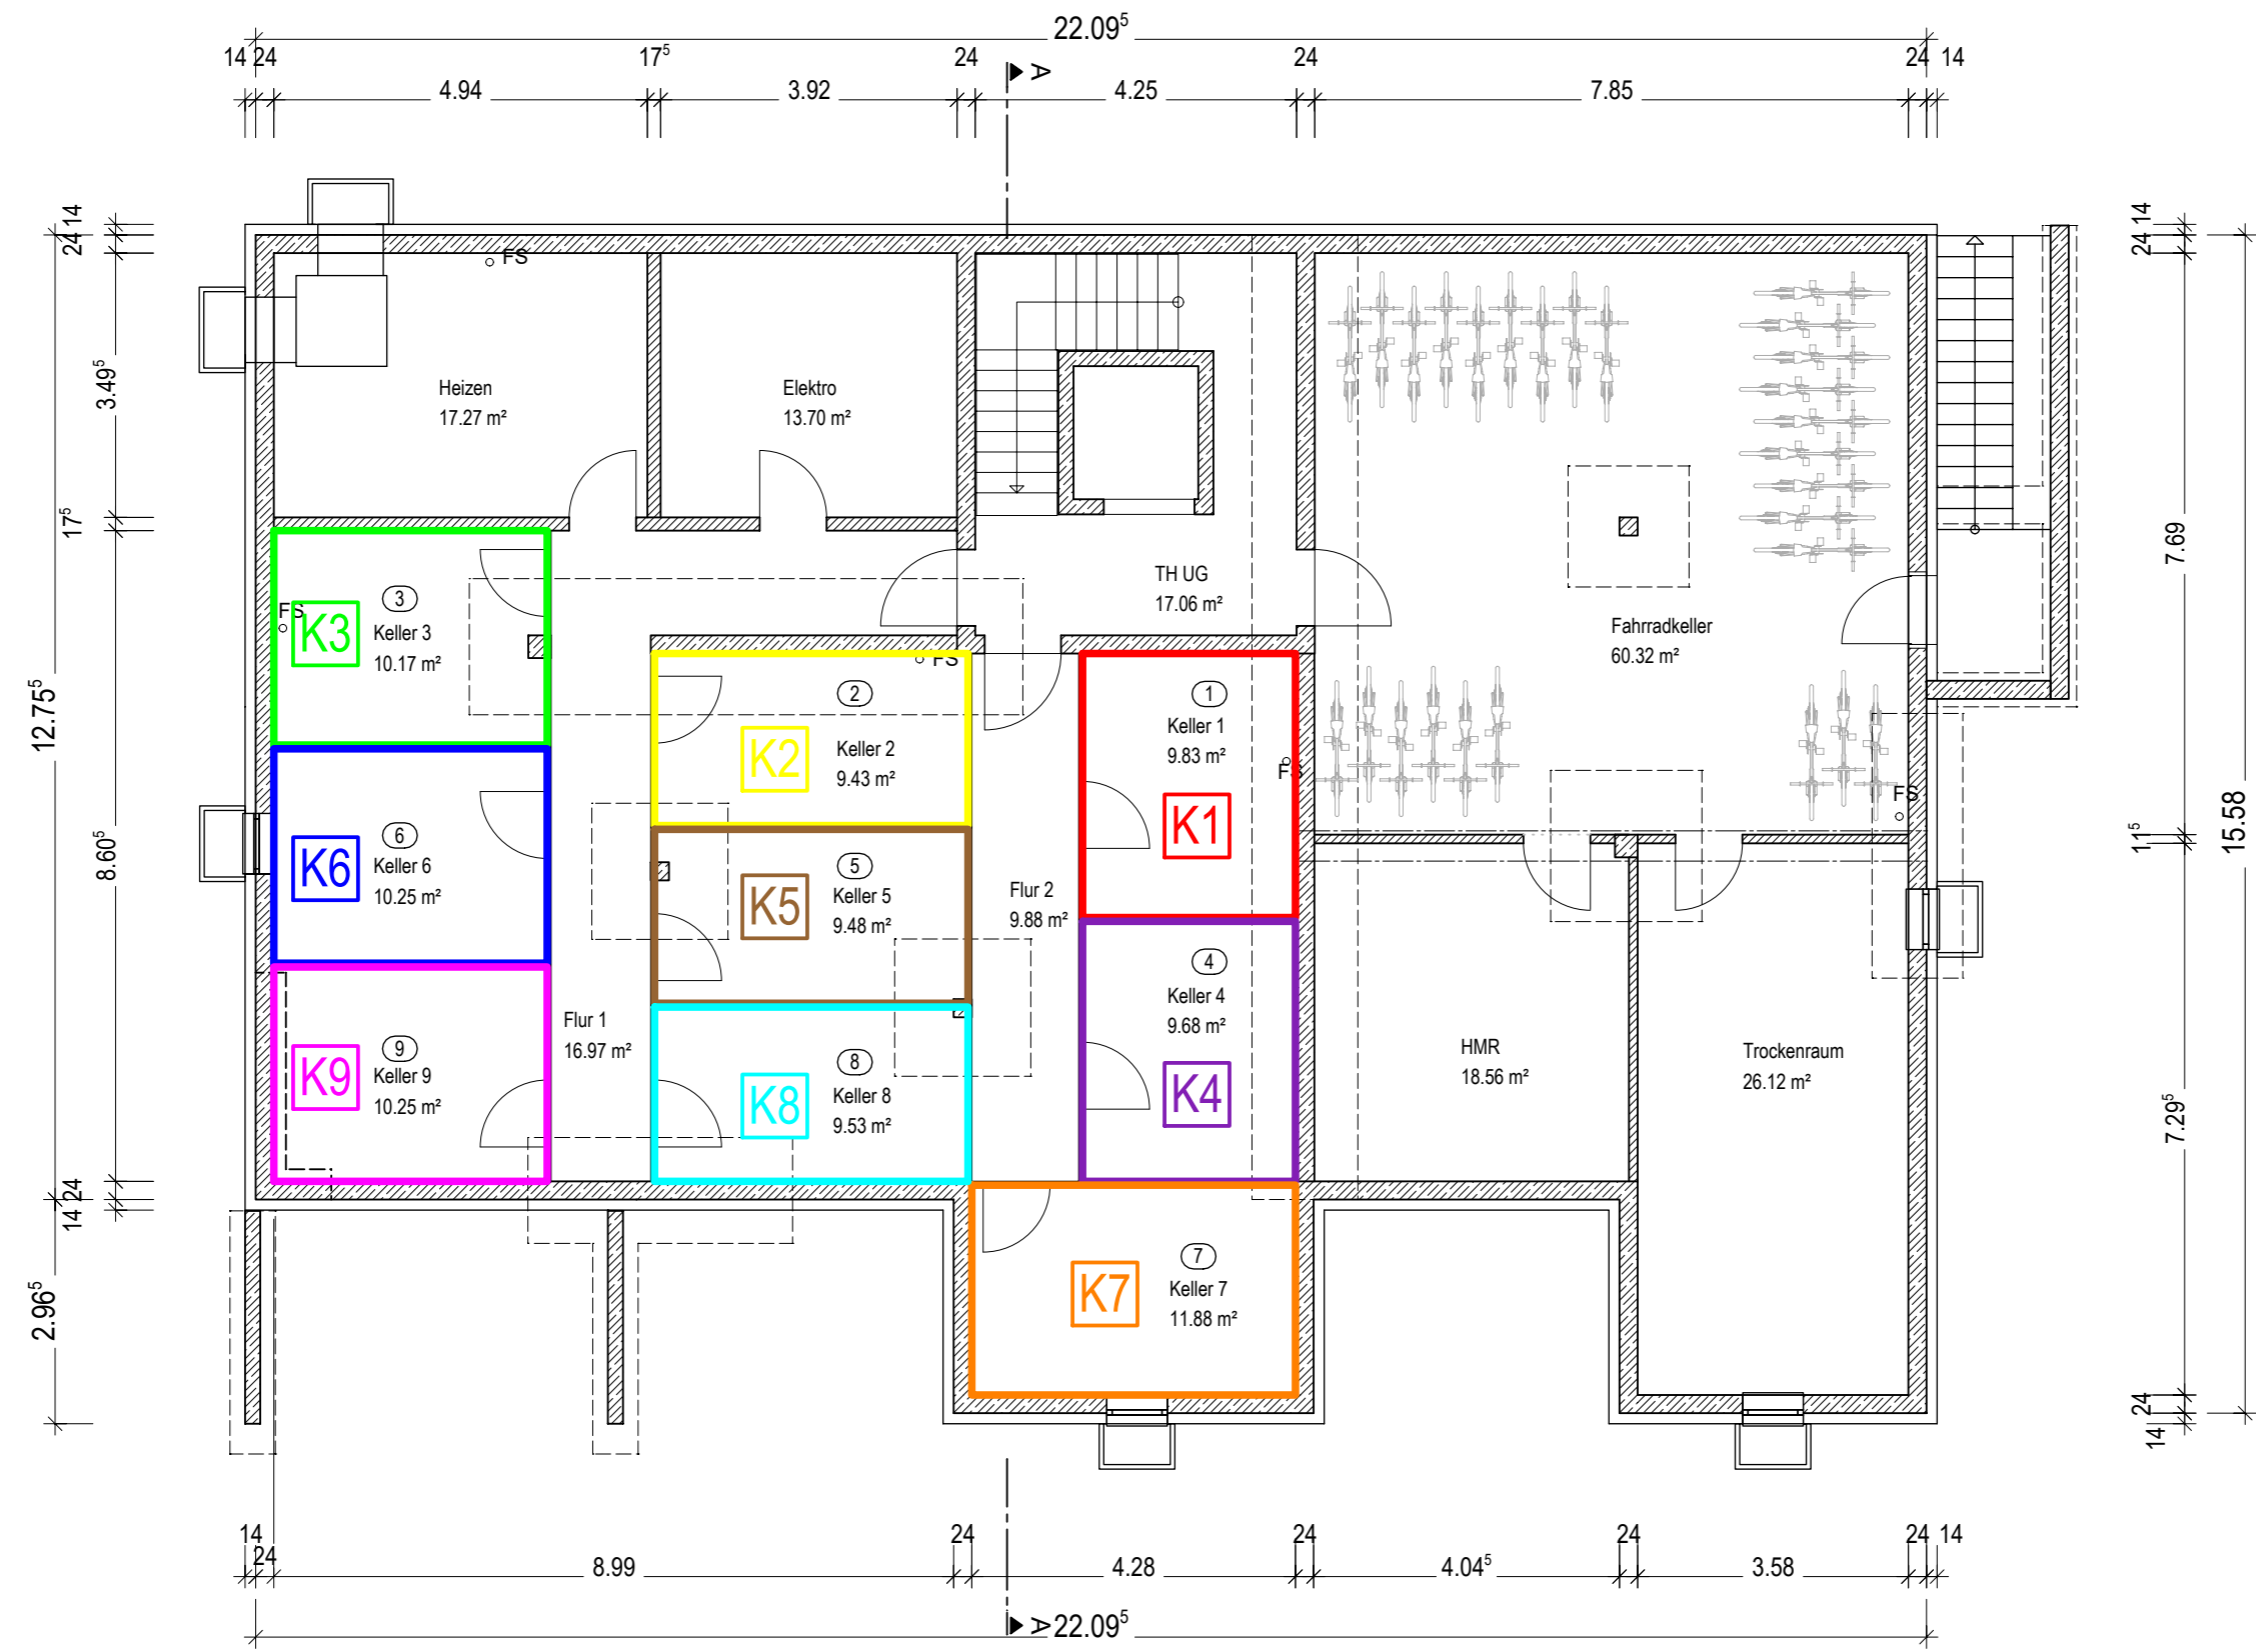 22.09⁵
14 24 17⁵ 24 24 24 14
4.94 3.92 4.25 7.85
A
14
24
3.49⁵
17⁵
8.60⁵
24
14
12.75⁵
2.96⁵
14
24
7.69
11⁵
7.29⁵
24
14
15.58
FS
Heizen
17.27 m²
Elektro
13.70 m²
TH UG
17.06 m²
Fahrradkeller
60.32 m²
FS
K3
3
Keller 3
10.17 m²
FS
2
K2
Keller 2
9.43 m²
1
Keller 1
9.83 m²
K1
FS
FS
K6
6
Keller 6
10.25 m²
K5
5
Keller 5
9.48 m²
Flur 2
9.88 m²
4
Keller 4
9.68 m²
K4
K9
9
Keller 9
10.25 m²
Flur 1
16.97 m²
K8
8
Keller 8
9.53 m²
HMR
18.56 m²
Trockenraum
26.12 m²
K7
7
Keller 7
11.88 m²
14 24 24 24 24 24 14
8.99 4.28 4.04⁵ 3.58
A 22.09⁵